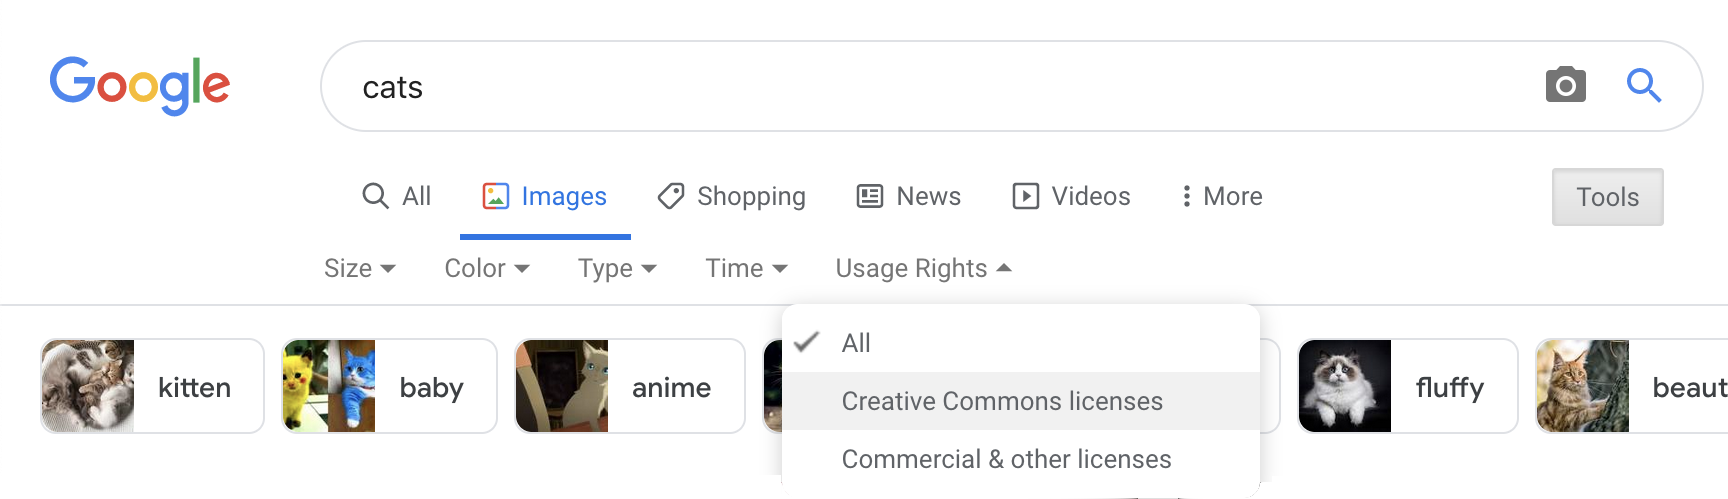 Google
cats
All Images Shopping News Videos More Tools
Size Color Type Time Usage Rights
All
Creative Commons licenses
Commercial & other licenses
kitten baby anime fluffy